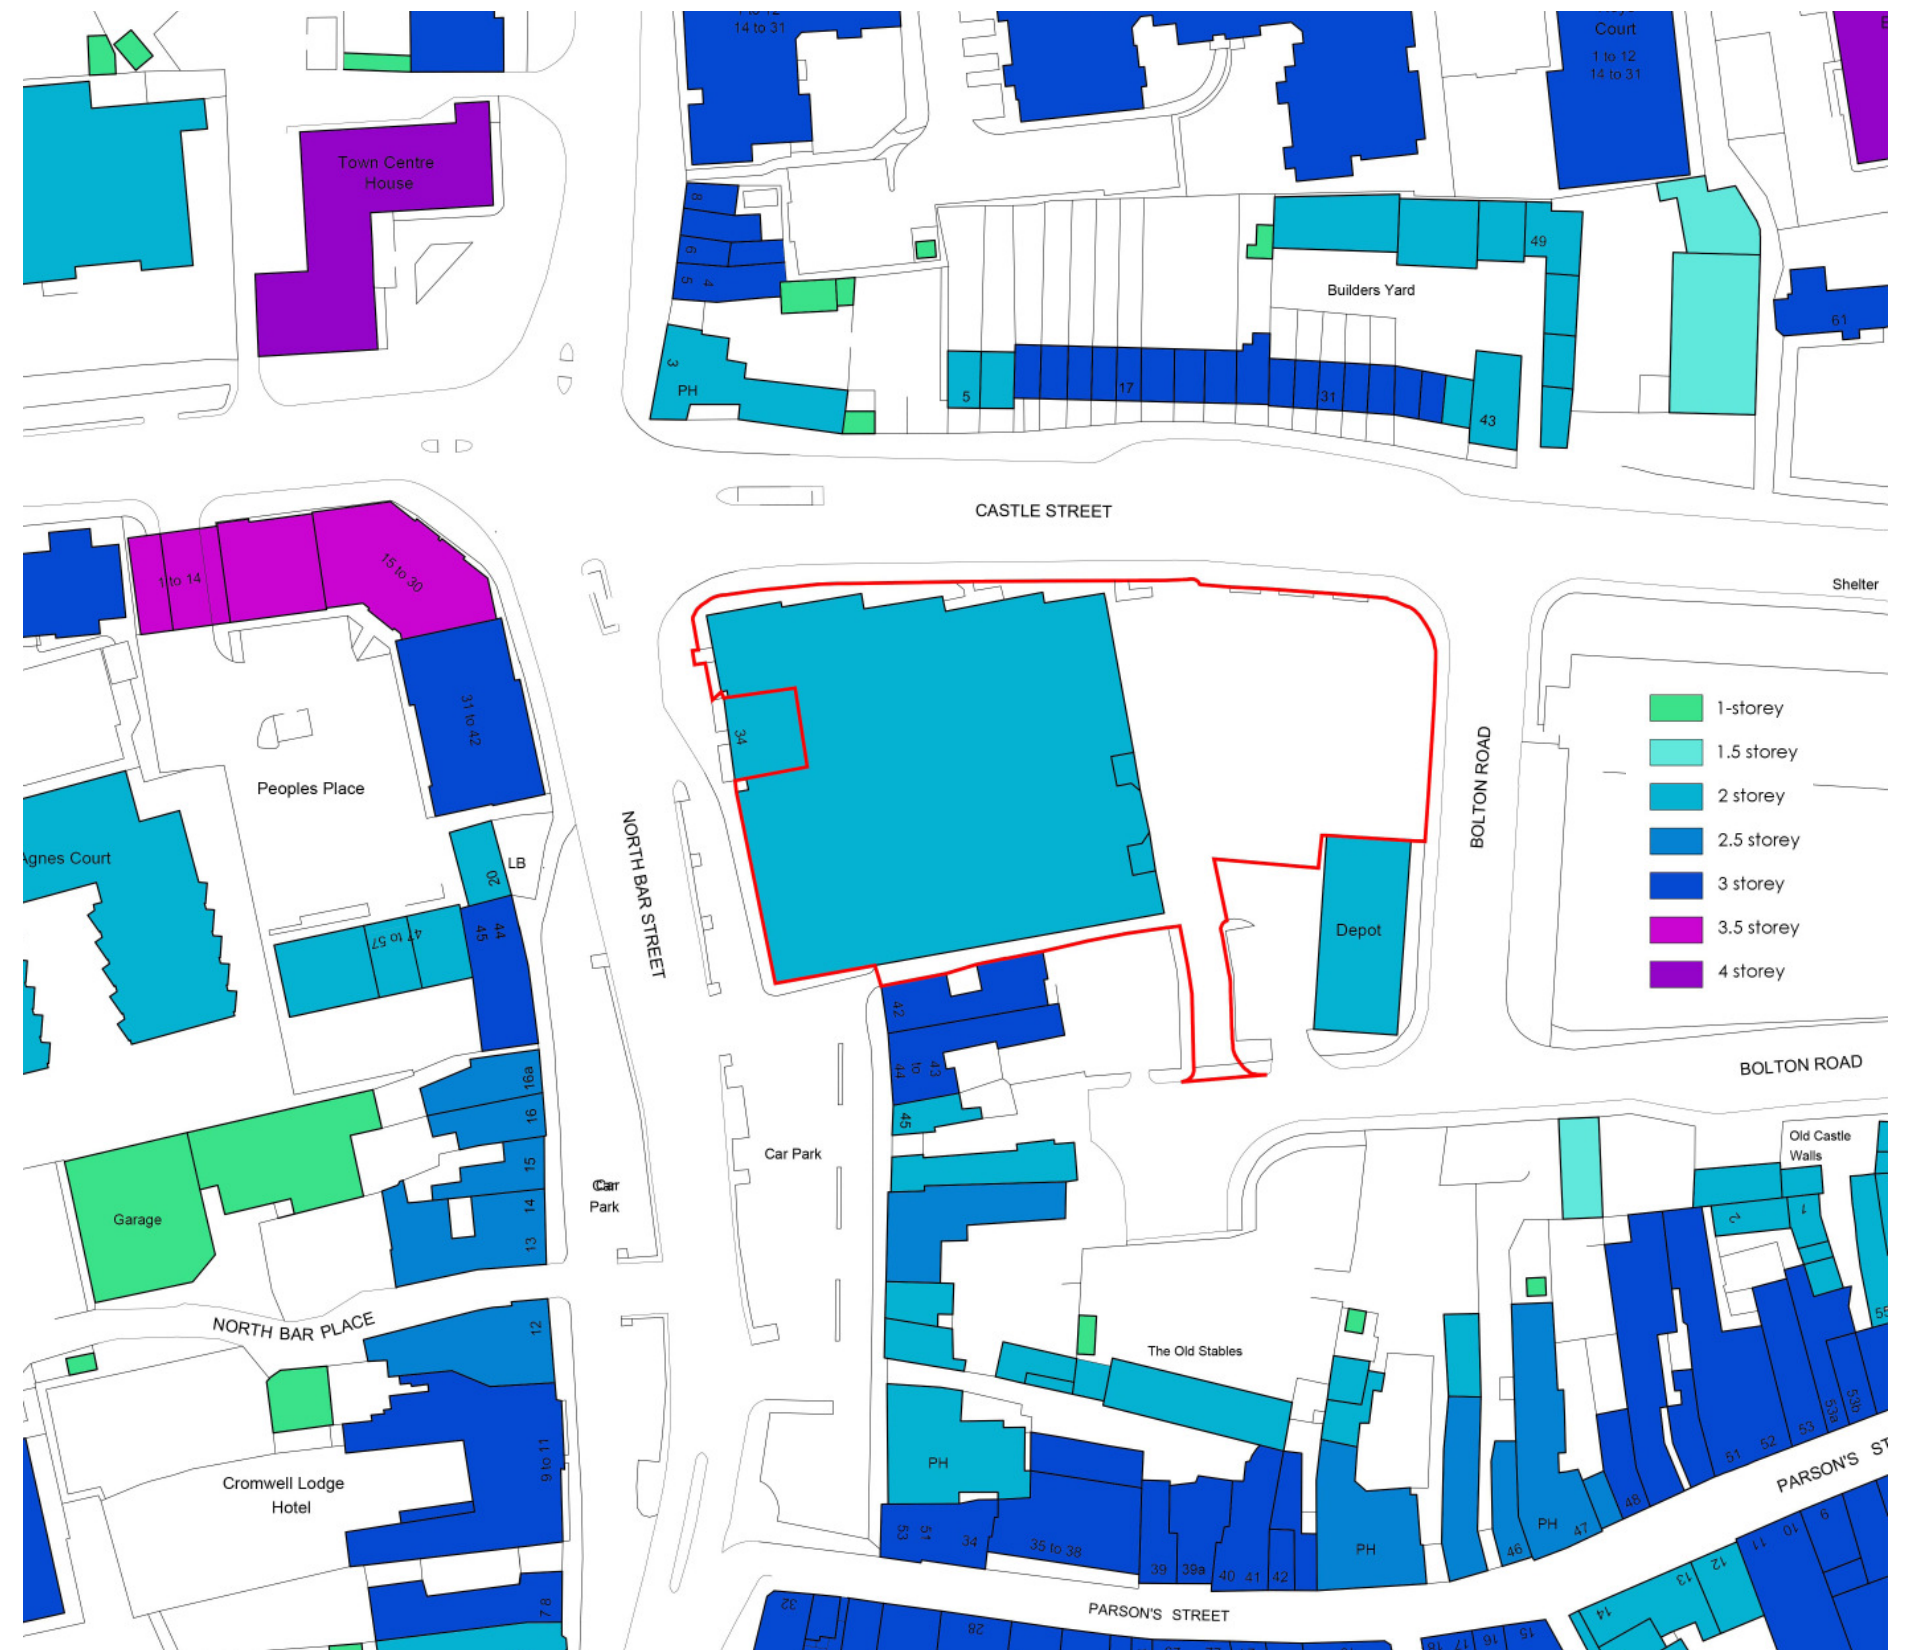 14 to 31
Court
1 to 12
14 to 31
Town Centre
House
8
6
5
4
3
PH
5
17
31
43
49
Builders Yard
61
CASTLE STREET
1 to 14
15 to 30
31 to 42
Peoples Place
Agnes Court
20
LB
44
45
47 to 57
34
NORTH BAR STREET
BOLTON ROAD
Shelter
1-storey
1.5 storey
2 storey
2.5 storey
3 storey
3.5 storey
4 storey
Depot
BOLTON ROAD
42
43
to
44
45
16a
16
15
14
13
Garage
Car Park
Car
Park
Old Castle
Walls
2
1
NORTH BAR PLACE
12
9 to 11
Cromwell Lodge
Hotel
7 8
The Old Stables
PH
53
51
34
35 to 38
39
39a
40
41
42
PH
46
PH
47
48
51
52
53
53a
53b
55
PARSON'S ST
PARSON'S STREET
32
28
17
16
15
14
13
12
11
10
9